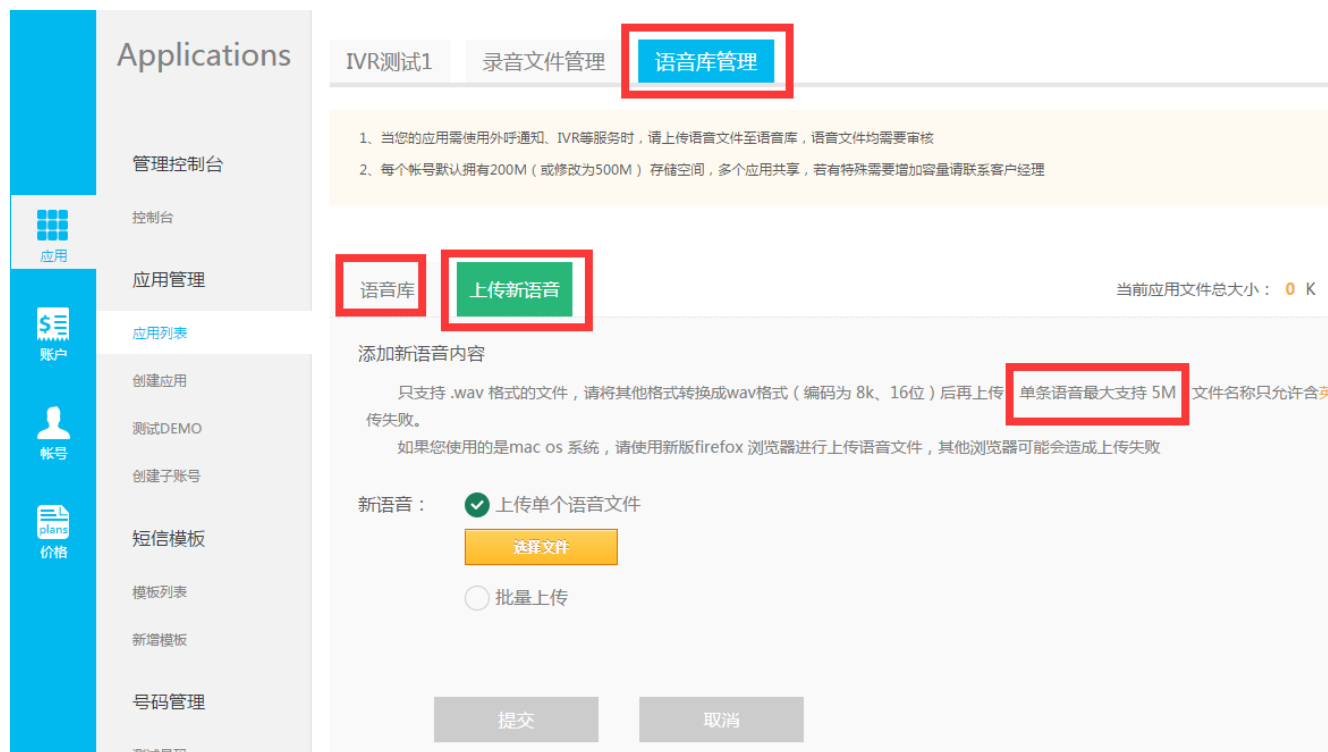 Applications
IVR测试1
录音文件管理
语音库管理
1、当您的应用需使用外呼通知、IVR等服务时，请上传语音文件至语音库，语音文件均需要审核
2、每个帐号默认拥有200M（或修改为500M）存储空间，多个应用共享，若有特殊需要增加容量请联系客户经理
管理控制台
控制台
应用
应用管理
应用列表
账户
创建应用
测试DEMO
帐号
创建子账号
plans
价格
短信模板
模板列表
新增模板
号码管理
测试号码
语音库
上传新语音
当前应用文件总大小： 0 K
添加新语音内容
只支持 .wav 格式的文件，请将其他格式转换成wav格式（编码为 8k、16位）后再上传 单条语音最大支持 5M 文件名称只允许含英
传失败。
如果您使用的是mac os 系统，请使用新版firefox 浏览器进行上传语音文件，其他浏览器可能会造成上传失败
新语音：
上传单个语音文件
选择文件
批量上传
提交
取消